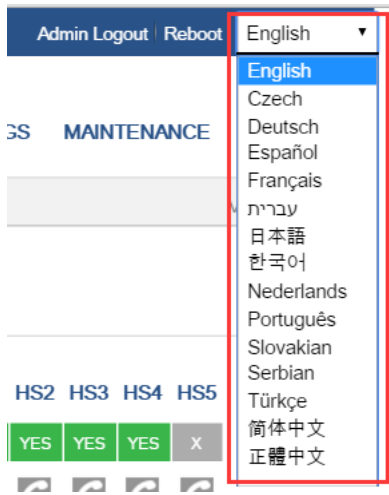 Admin Logout Reboot English
English
Czech
Deutsch
Español
Français
עברית
日本語
한국어
Nederlands
Português
Slovakian
Serbian
Türkçe
简体中文
正體中文
GS MAINTENANCE
HS2 HS3 HS4 HS5
YES YES YES X